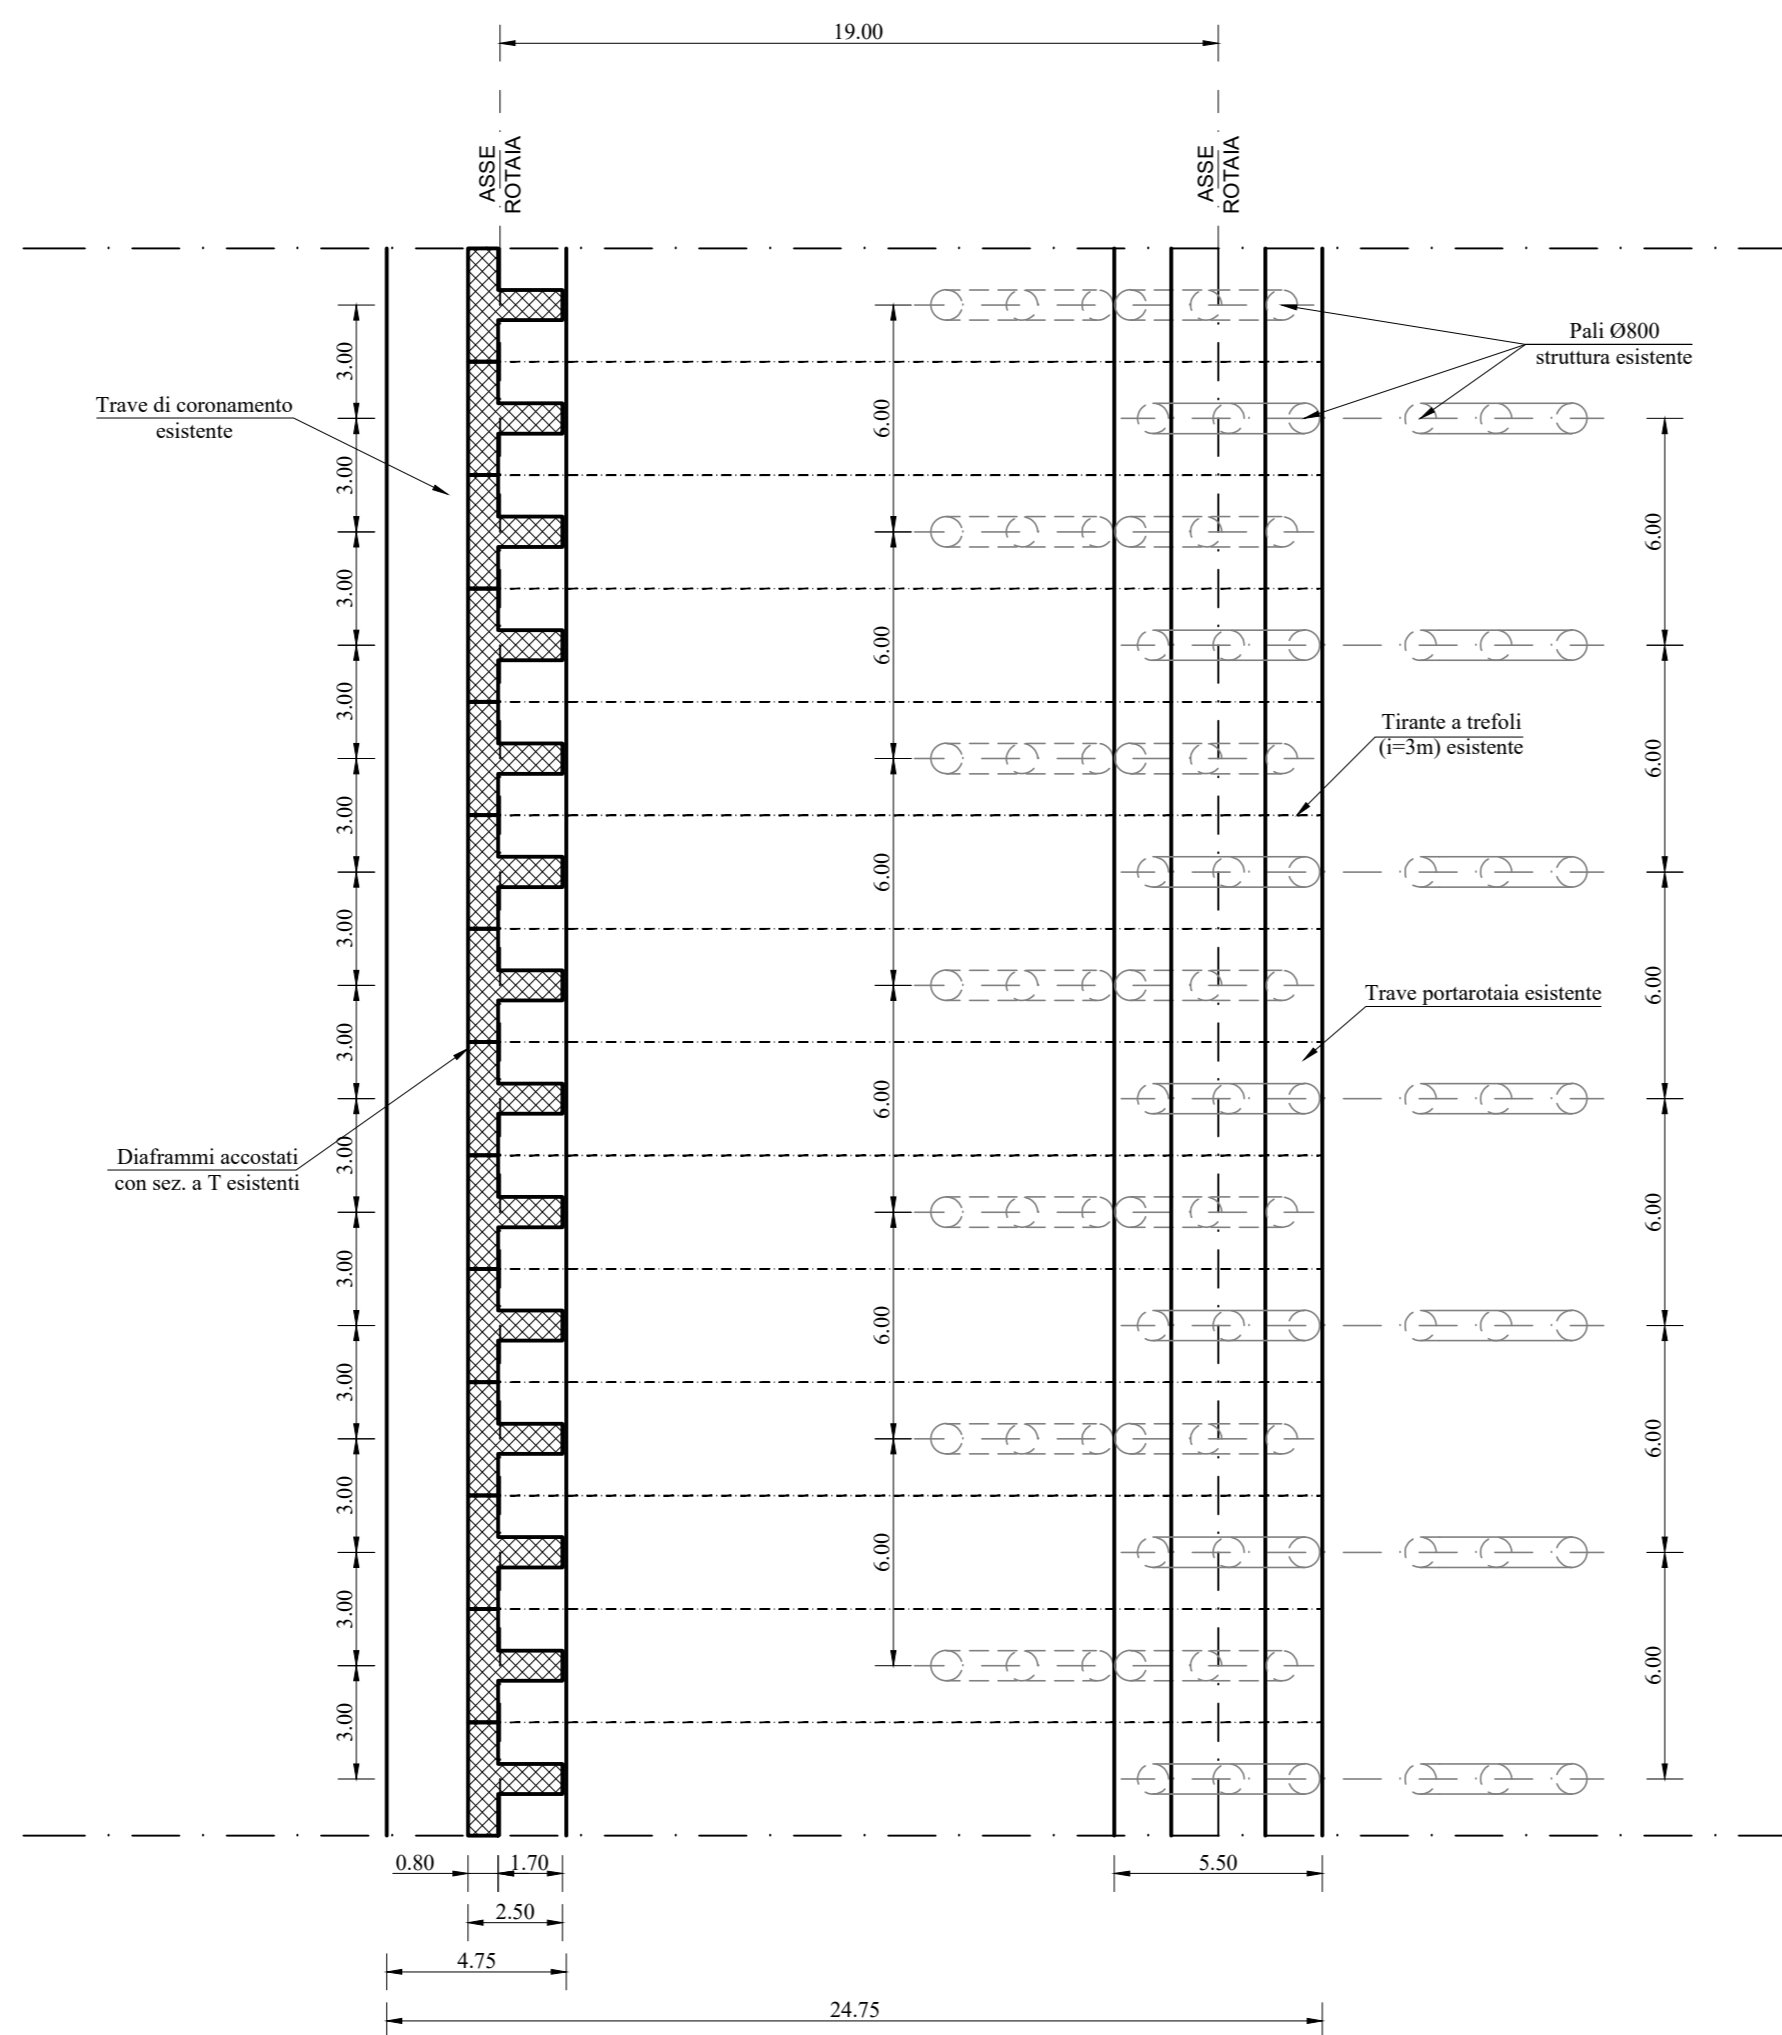 19.00
ASSE
ROTAIA
ASSE
ROTAIA
Pali Ø800
struttura esistente
Trave di coronamento
esistente
3.00
3.00
3.00
3.00
3.00
3.00
3.00
3.00
3.00
3.00
3.00
3.00
3.00
6.00
6.00
6.00
6.00
6.00
6.00
6.00
6.00
6.00
6.00
6.00
6.00
Tirante a trefoli
(i=3m) esistente
Trave portarotaia esistente
Diaframmi accostati
con sez. a T esistenti
0.80
1.70
5.50
2.50
4.75
24.75